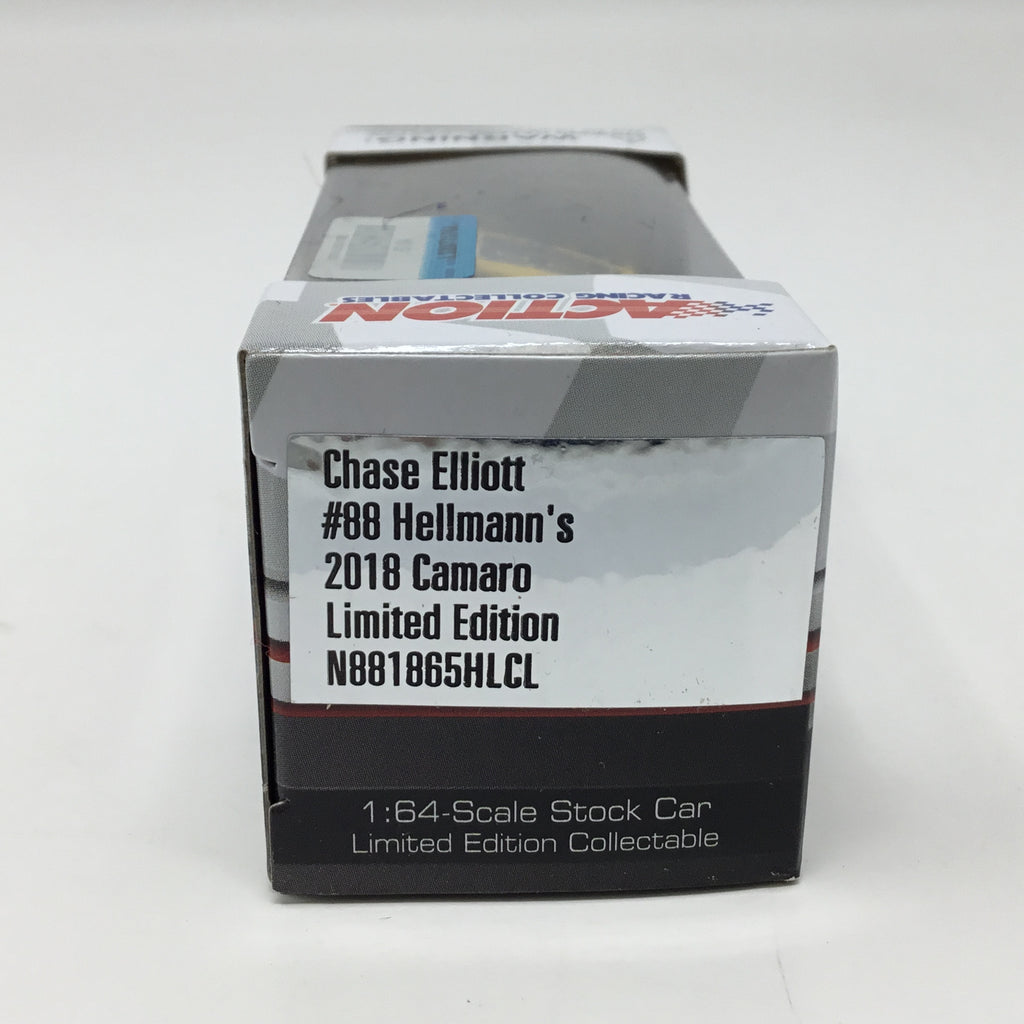 WARNING:
ACTION
RACING COLLECTABLES
Chase Elliott
#88 Hellmann's
2018 Camaro
Limited Edition
N881865HLCL
1:64-Scale Stock Car
Limited Edition Collectable